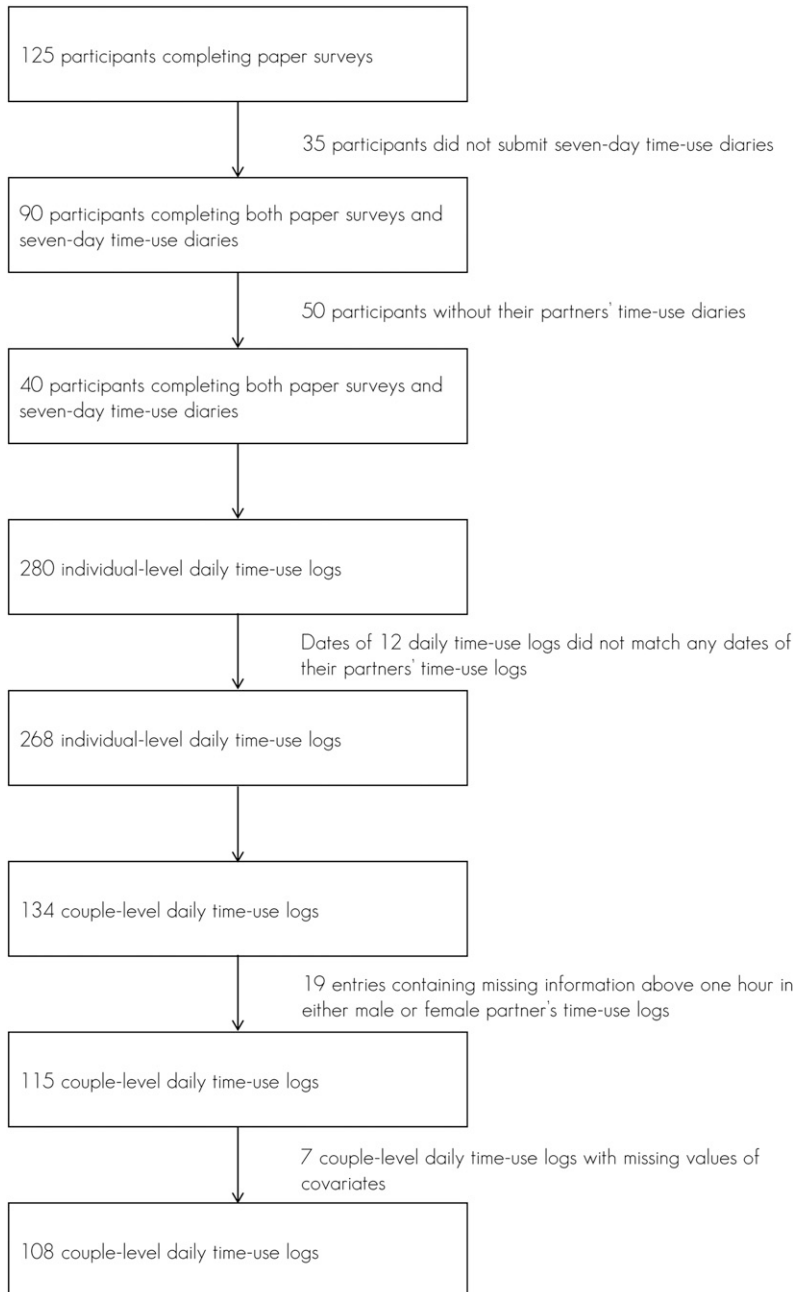 125 participants completing paper surveys
35 participants did not submit seven-day time-use diaries
90 participants completing both paper surveys and
seven-day time-use diaries
50 participants without their partners' time-use diaries
40 participants completing both paper surveys and
seven-day time-use diaries
280 individual-level daily time-use logs
Dates of 12 daily time-use logs did not match any dates of
their partners' time-use logs
268 individual-level daily time-use logs
134 couple-level daily time-use logs
19 entries containing missing information above one hour in
either male or female partner's time-use logs
115 couple-level daily time-use logs
7 couple-level daily time-use logs with missing values of
covariates
108 couple-level daily time-use logs